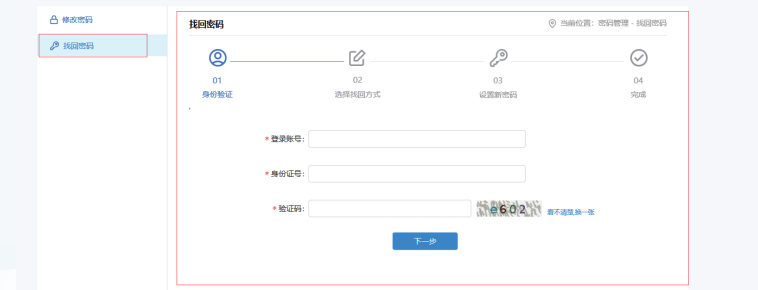 修改密码
找回密码
找回密码
当前位置：密码管理 - 找回密码
01
02
03
04
身份验证
选择找回方式
设置新密码
完成
* 登录账号：
* 身份证号：
* 验证码：
e602
看不清楚,换一张
下一步